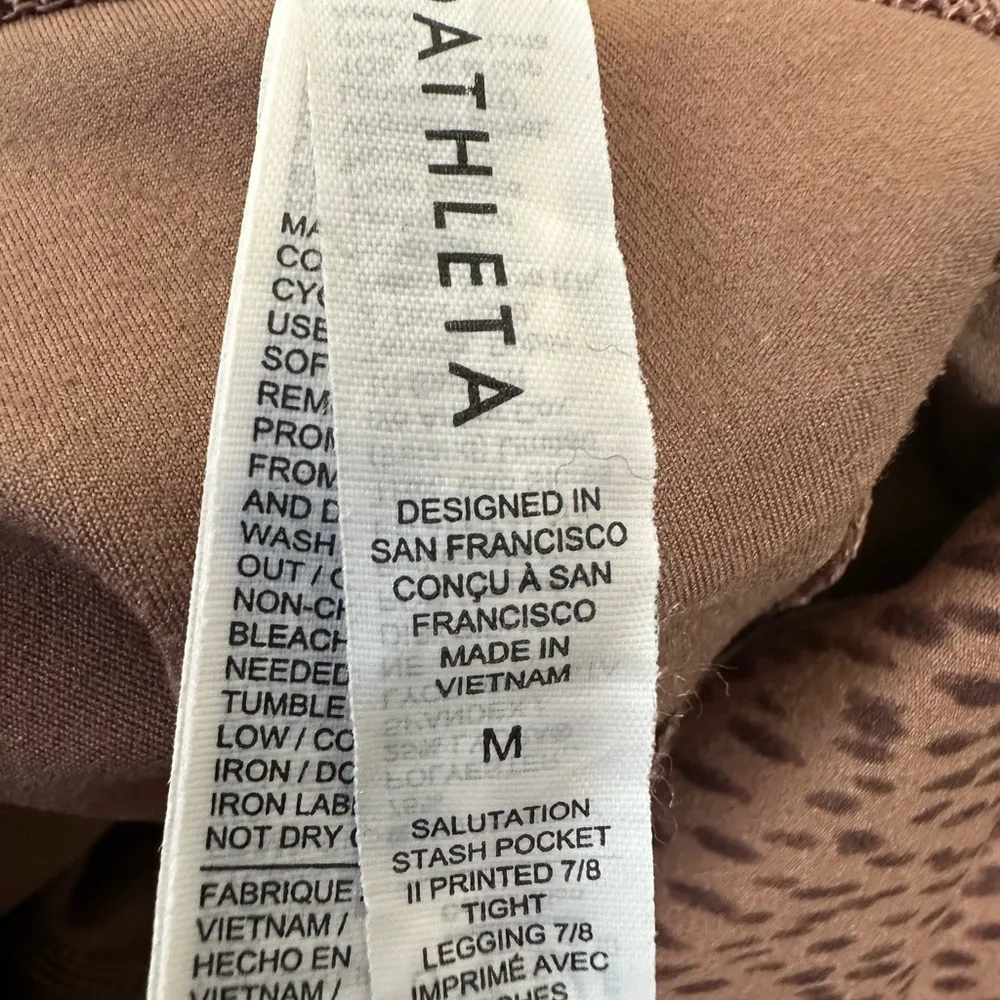 ATHLETA
DESIGNED IN
SAN FRANCISCO
CONÇU À SAN
FRANCISCO
MADE IN
VIETNAM
M
SALUTATION
STASH POCKET
II PRINTED 7/8
TIGHT
LEGGING 7/8
IMPRIMÉ AVEC
MA
CO
CY
USE
SOF
REM
PROM
FROM
AND D
WASH
OUT / C
NON-CH
BLEACH
NEEDED
TUMBLE
LOW / CO
IRON / DO
IRON LABE
NOT DRY
FABRIQUE
VIETNAM /
HECHO EN
VIETNAM /